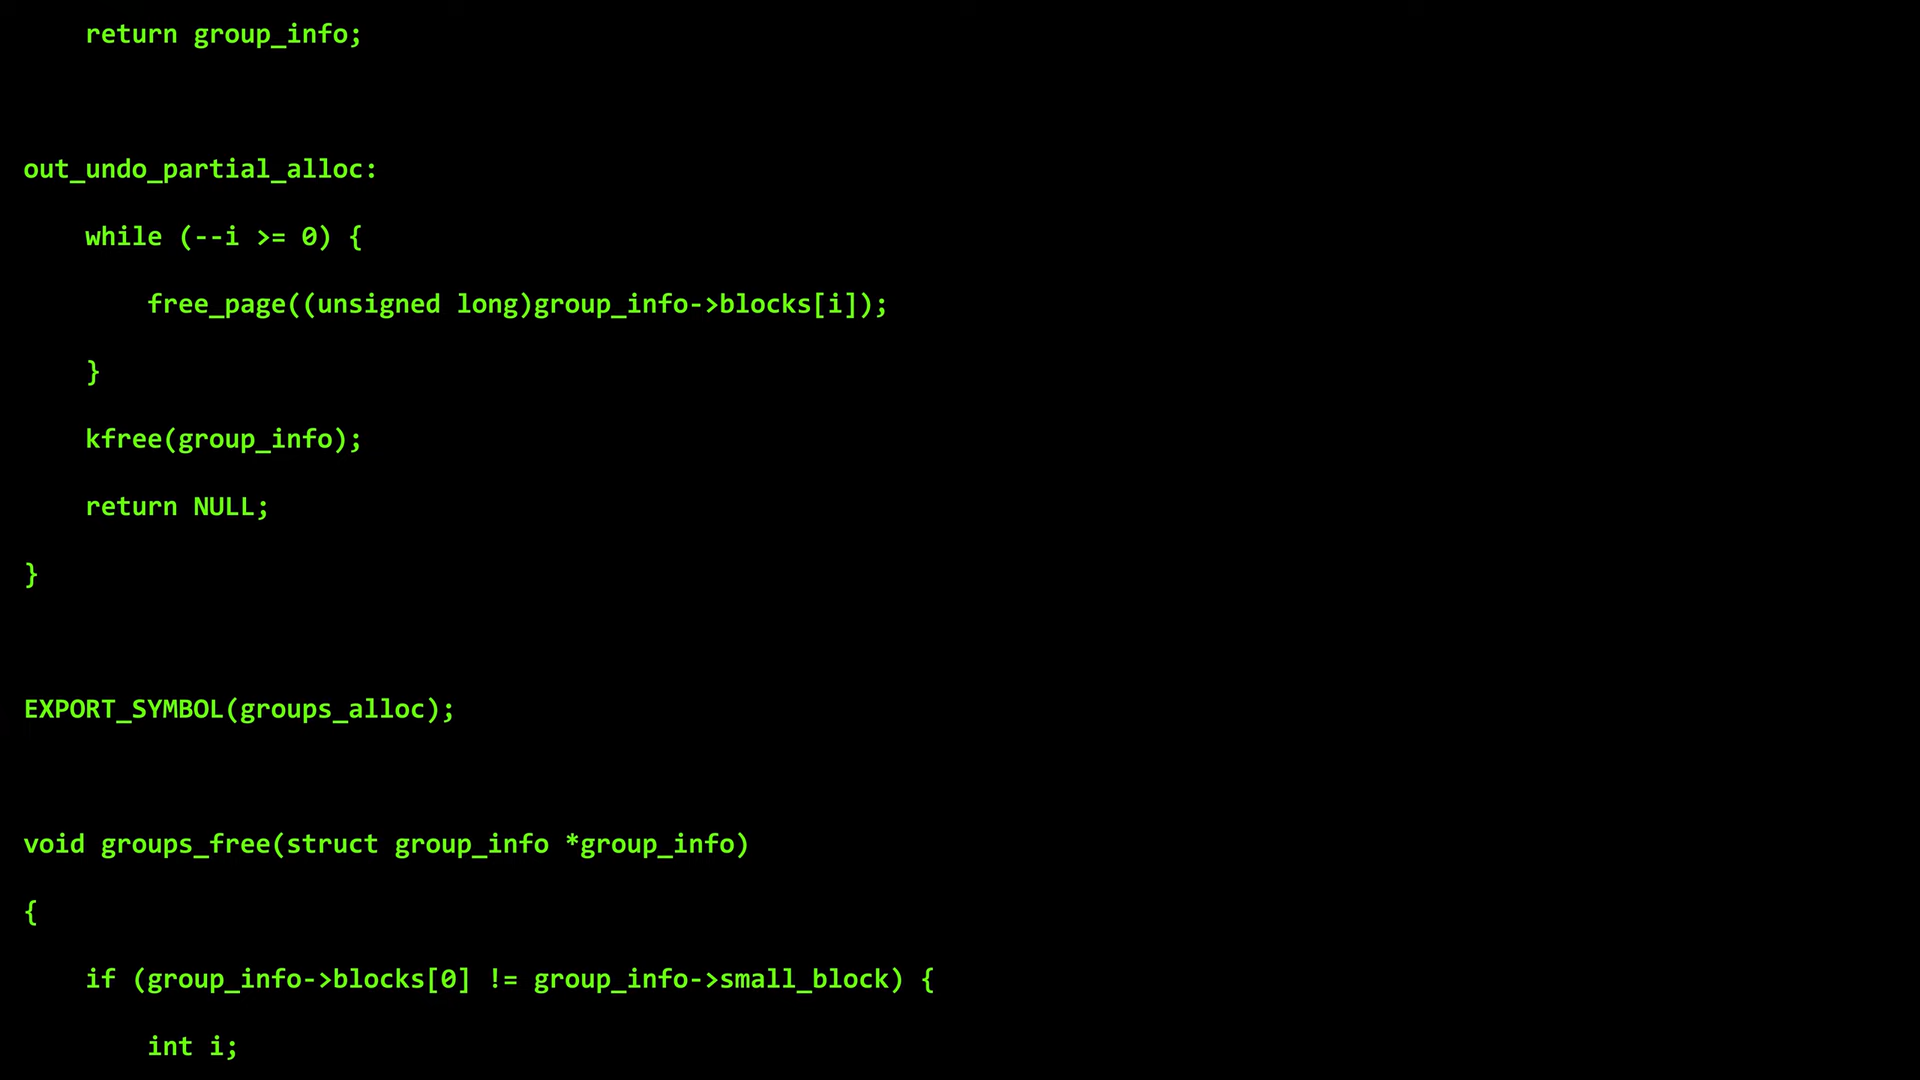 return group_info;
out_undo_partial_alloc:
while (--i >= 0) {
free_page((unsigned long)group_info->blocks[i]);
}
kfree(group_info);
return NULL;
}
EXPORT_SYMBOL(groups_alloc);
void groups_free(struct group_info *group_info)
{
if (group_info->blocks[0] != group_info->small_block) {
int i;